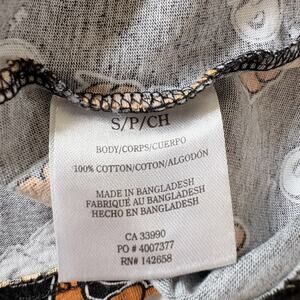 S/P/CH
BODY/CORPS/CUERPO
100% COTTON/COTON/ALGODÓN
MADE IN BANGLADESH
FABRIQUÉ AU BANGLADESH
HECHO EN BANGLADESH
CA 33990
PO # 4007377
RN# 142658